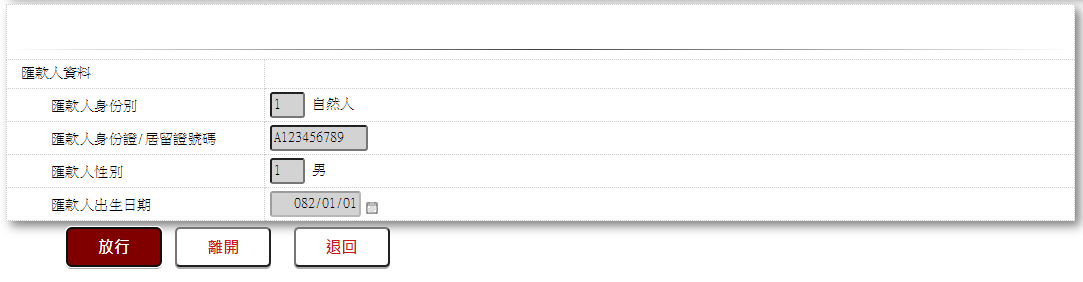 匯款人資料
匯款人身份別 1 自然人
匯款人身份證/居留證號碼 A123456789
匯款人性別 1 男
匯款人出生日期 082/01/01
放行 離開 退回